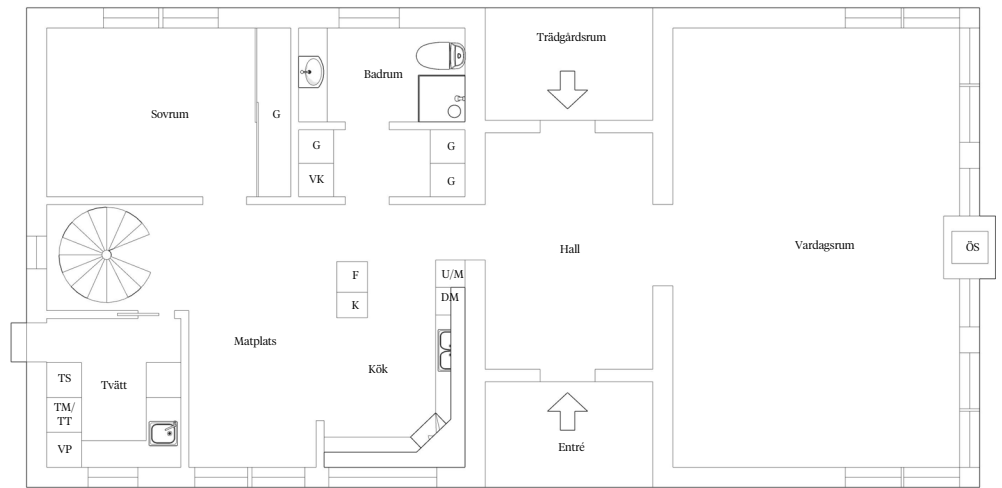 Trädgårdsrum
Badrum
Sovrum
G
G
G
VK
G
Hall
Vardagsrum
ÖS
F
U/M
K
DM
Matplats
Kök
TS
Tvätt
TM/
TT
VP
Entré